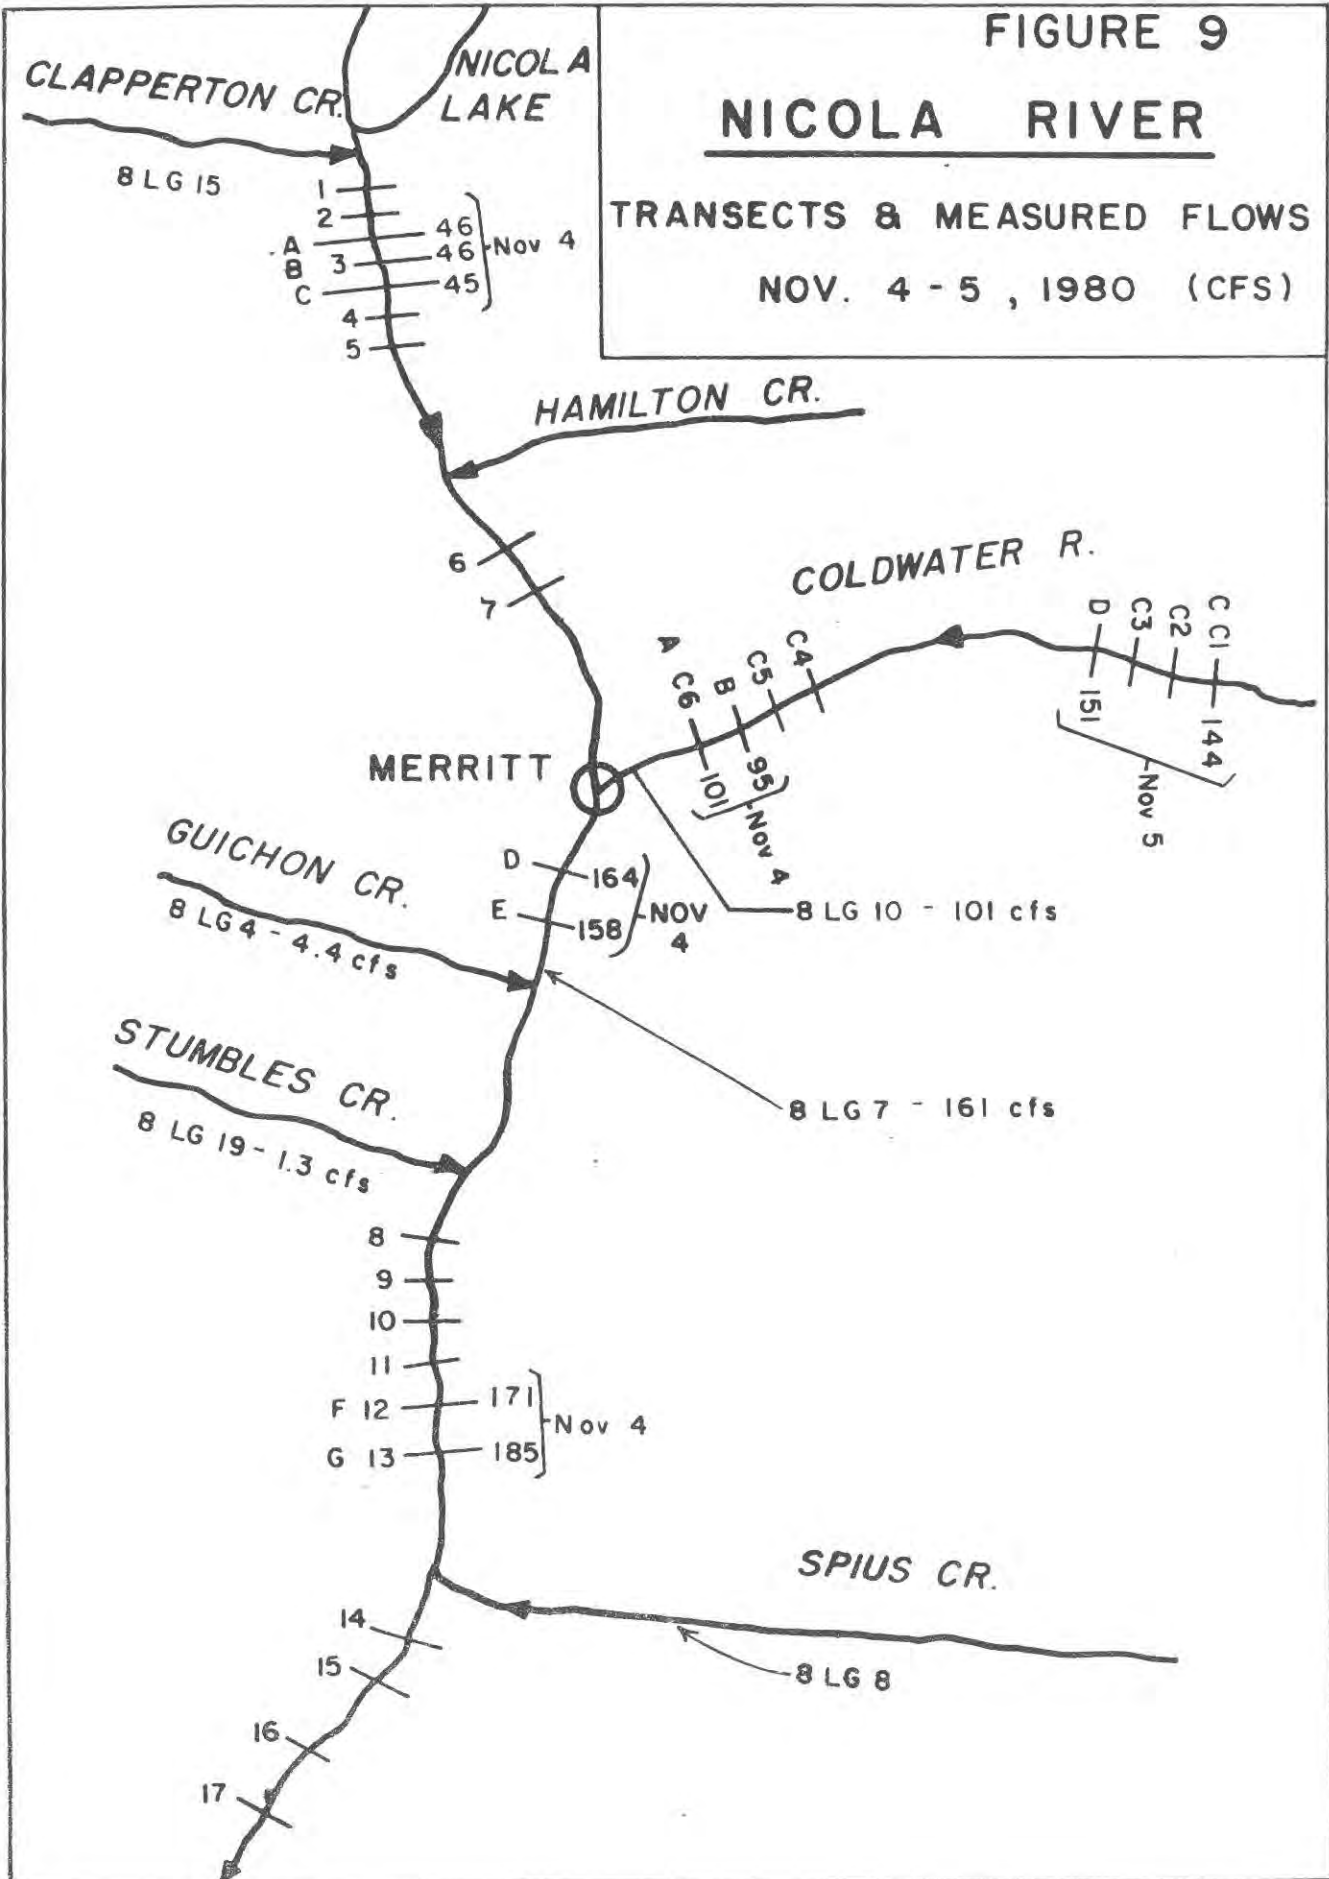 FIGURE 9
NICOLA RIVER
TRANSECTS & MEASURED FLOWS
NOV. 4 - 5 , 1980 (CFS)
NICOLA
LAKE
CLAPPERTON CR.
8 LG 15
1
2
A 46
B 3 46
C 45
Nov 4
4
5
HAMILTON CR.
6
7
COLDWATER R.
C C1 144
C2
C3
D 151
Nov 5
C4
C5
B 95
A C6 101
Nov 4
MERRITT
8 LG 10 - 101 cfs
D 164
E 158
NOV
4
GUICHON CR.
8 LG 4 - 4.4 cfs
8 LG 7 - 161 cfs
STUMBLES CR.
8 LG 19 - 1.3 cfs
8
9
10
11
F 12 171
G 13 185
Nov 4
SPIUS CR.
8 LG 8
14
15
16
17